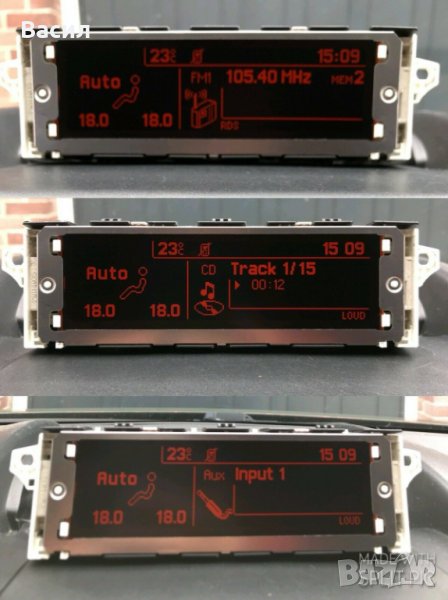 Васил
23°C 15:09
Auto FM1 105.40 MHz MEM2
18.0 18.0 RDS
23°C 15 09
Auto CD Track 1/15
00:12
18.0 18.0
LOUD
23°C 15 09
Auto Aux Input 1
18.0 18.0 LOUD
MADE WITH